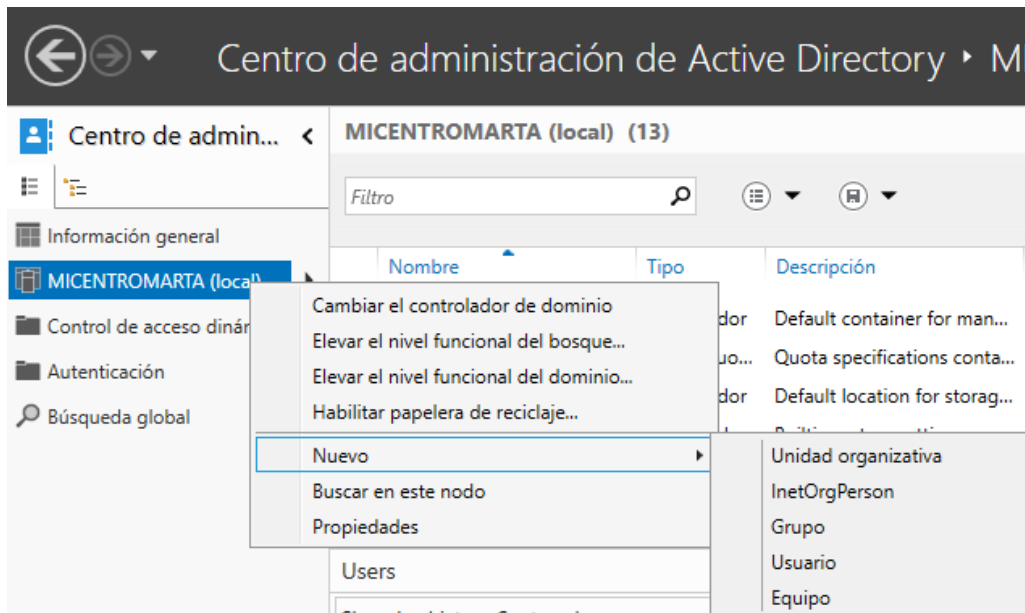 Centro de administración de Active Directory ‣ M
Centro de admin...
MICENTROMARTA (local) (13)
Filtro
Información general
MICENTROMARTA (local)
Control de acceso dinár
Autenticación
Búsqueda global
Nombre
Tipo
Descripción
dor Default container for man...
uo... Quota specifications conta...
dor Default location for storag...
Cambiar el controlador de dominio
Elevar el nivel funcional del bosque...
Elevar el nivel funcional del dominio...
Habilitar papelera de reciclaje...
Nuevo
Buscar en este nodo
Propiedades
Unidad organizativa
InetOrgPerson
Grupo
Usuario
Equipo
Users